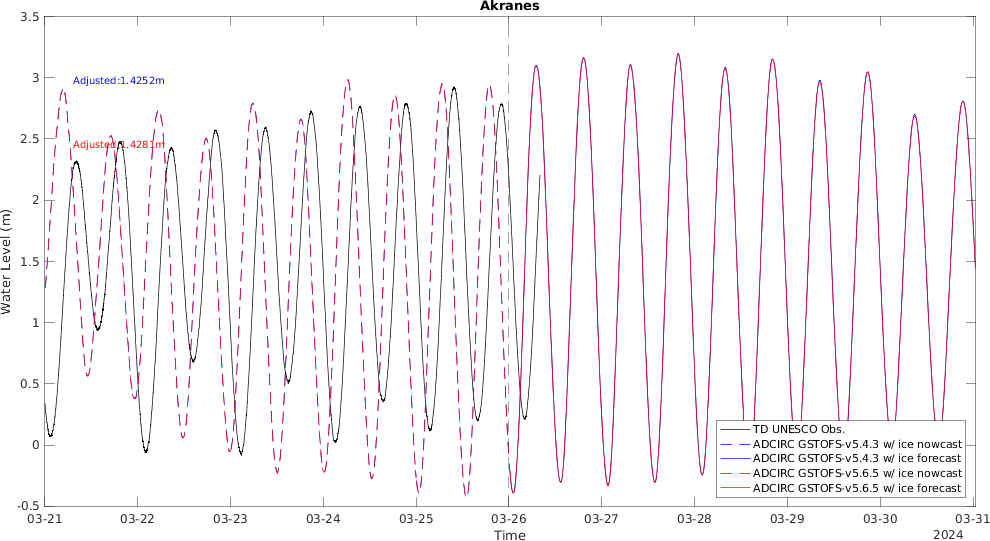 Akranes
3.5
3
2.5
2
1.5
1
0.5
0
-0.5
Water Level (m)
Adjusted:1.4252m
Adjusted:1.4281m
TD UNESCO Obs.
ADCIRC GSTOFS-v5.4.3 w/ ice nowcast
ADCIRC GSTOFS-v5.4.3 w/ ice forecast
ADCIRC GSTOFS-v5.6.5 w/ ice nowcast
ADCIRC GSTOFS-v5.6.5 w/ ice forecast
03-21 03-22 03-23 03-24 03-25 03-26 03-27 03-28 03-29 03-30 03-31
Time
2024